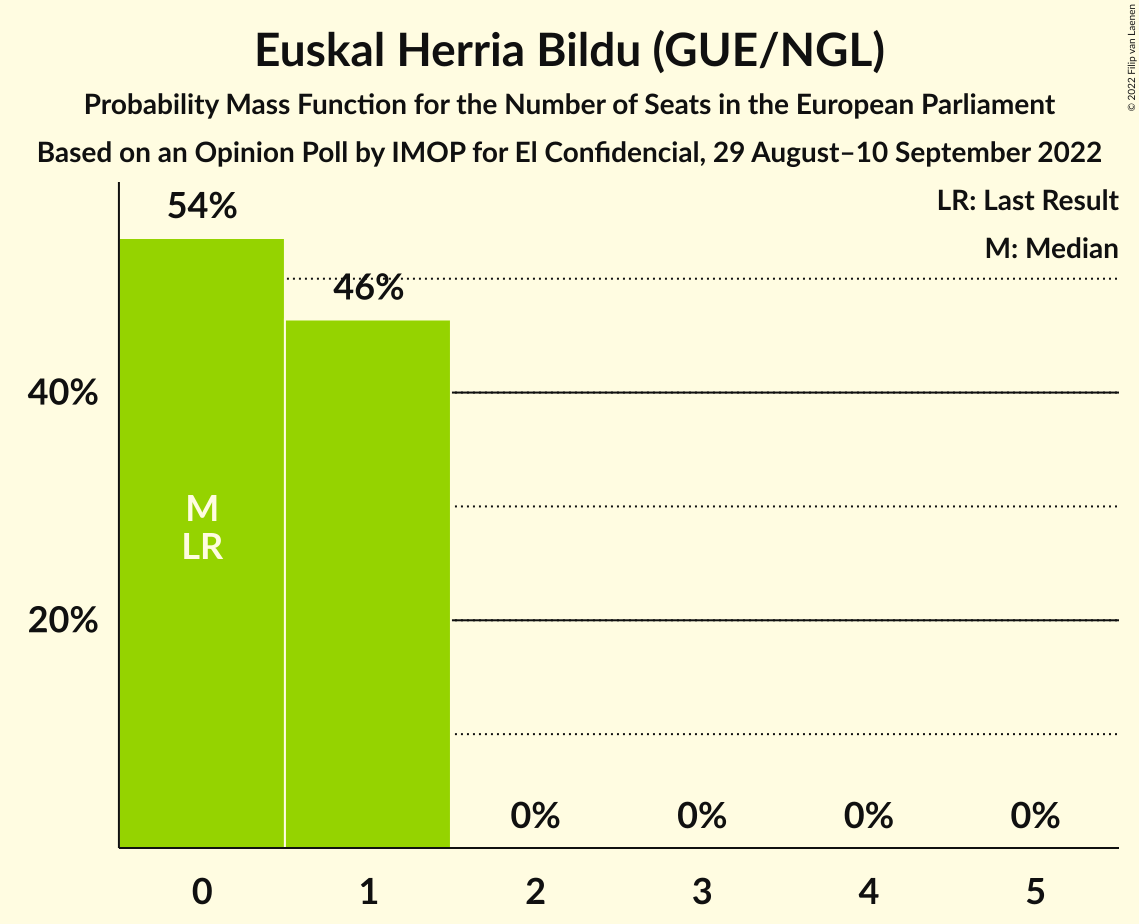 Euskal Herria Bildu (GUE/NGL)
Probability Mass Function for the Number of Seats in the European Parliament
Based on an Opinion Poll by IMOP for El Confidencial, 29 August–10 September 2022
© 2022 Filip van Laenen
LR: Last Result
M: Median
54%
46%
40%
20%
M
LR
0% 0% 0% 0%
0 1 2 3 4 5